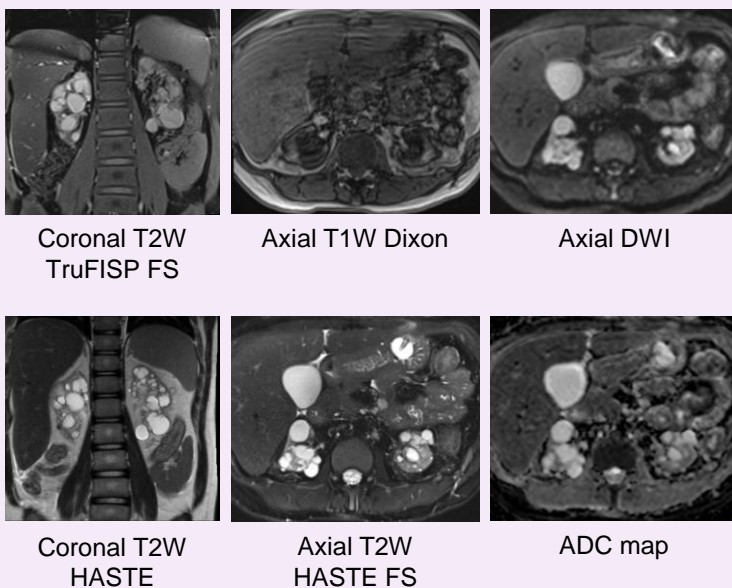 Coronal T2W
TruFISP FS
Axial T1W Dixon
Axial DWI
Coronal T2W
HASTE
Axial T2W
HASTE FS
ADC map